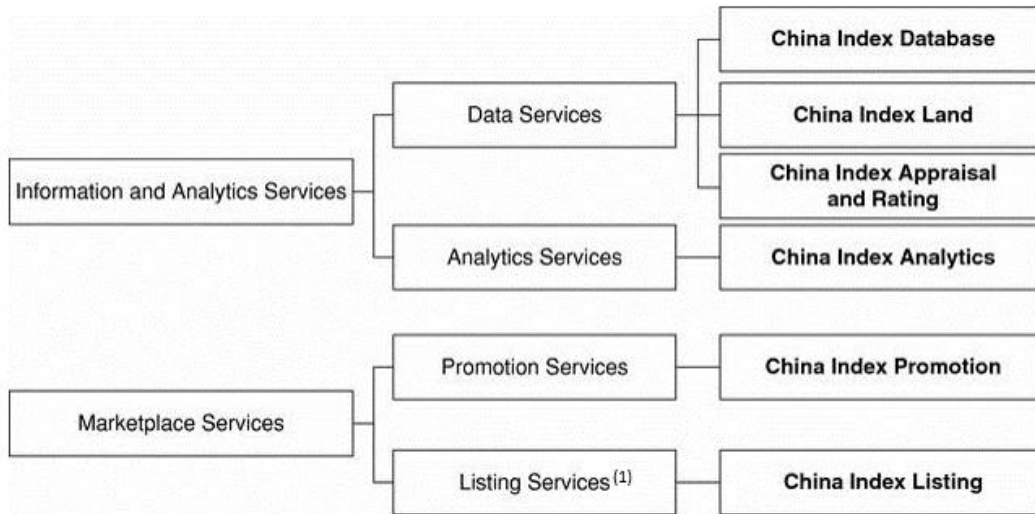 China Index Database
Data Services
China Index Land
Information and Analytics Services
China Index Appraisal
and Rating
Analytics Services
China Index Analytics
Promotion Services
China Index Promotion
Marketplace Services
Listing Services(1)
China Index Listing